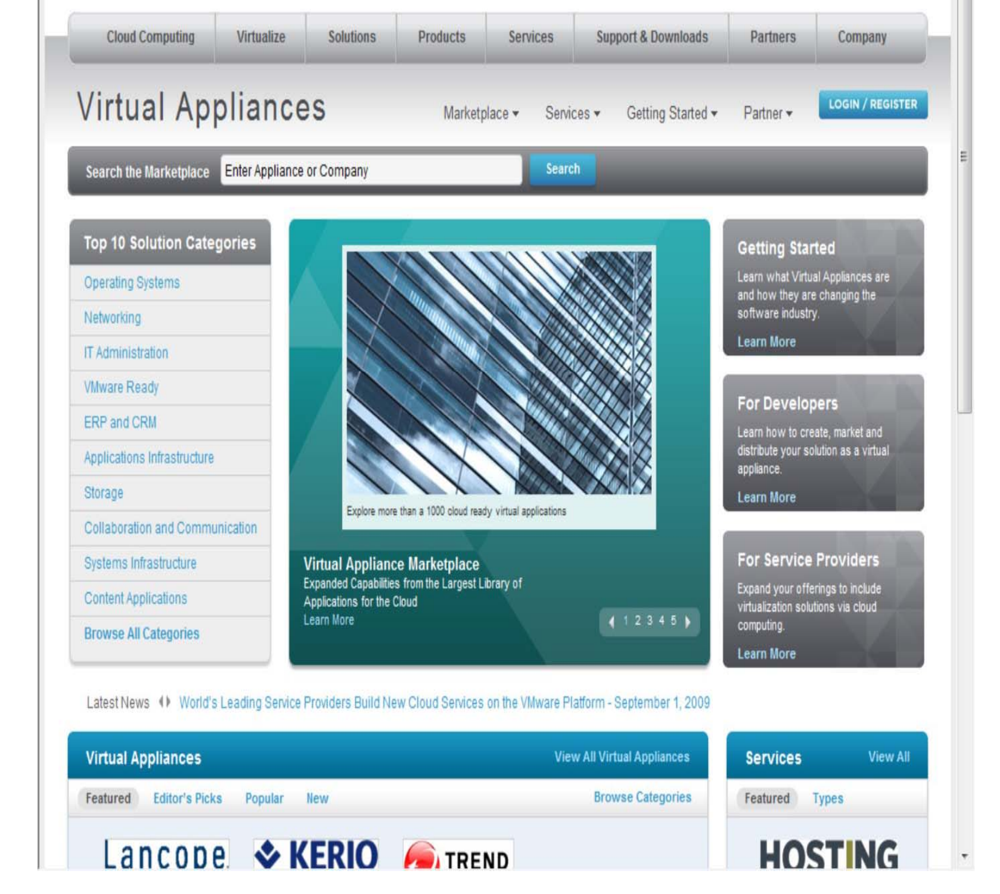 Cloud Computing Virtualize Solutions Products Services Support & Downloads Partners Company
Virtual Appliances
Marketplace Services Getting Started Partner LOGIN / REGISTER
Search the Marketplace Enter Appliance or Company Search
Top 10 Solution Categories
Operating Systems
Networking
IT Administration
VMware Ready
ERP and CRM
Applications Infrastructure
Storage
Collaboration and Communication
Systems Infrastructure
Content Applications
Browse All Categories
Explore more than a 1000 cloud ready virtual applications
Virtual Appliance Marketplace
Expanded Capabilities from the Largest Library of
Applications for the Cloud
Learn More
1 2 3 4 5
Getting Started
Learn what Virtual Appliances are
and how they are changing the
software industry.
Learn More
For Developers
Learn how to create, market and
distribute your solution as a virtual
appliance.
Learn More
For Service Providers
Expand your offerings to include
virtualization solutions via cloud
computing.
Learn More
Latest News World's Leading Service Providers Build New Cloud Services on the VMware Platform - September 1, 2009
Virtual Appliances View All Virtual Appliances
Featured Editor's Picks Popular New Browse Categories
Lancope KERIO TREND
Services View All
Featured Types
HOSTING